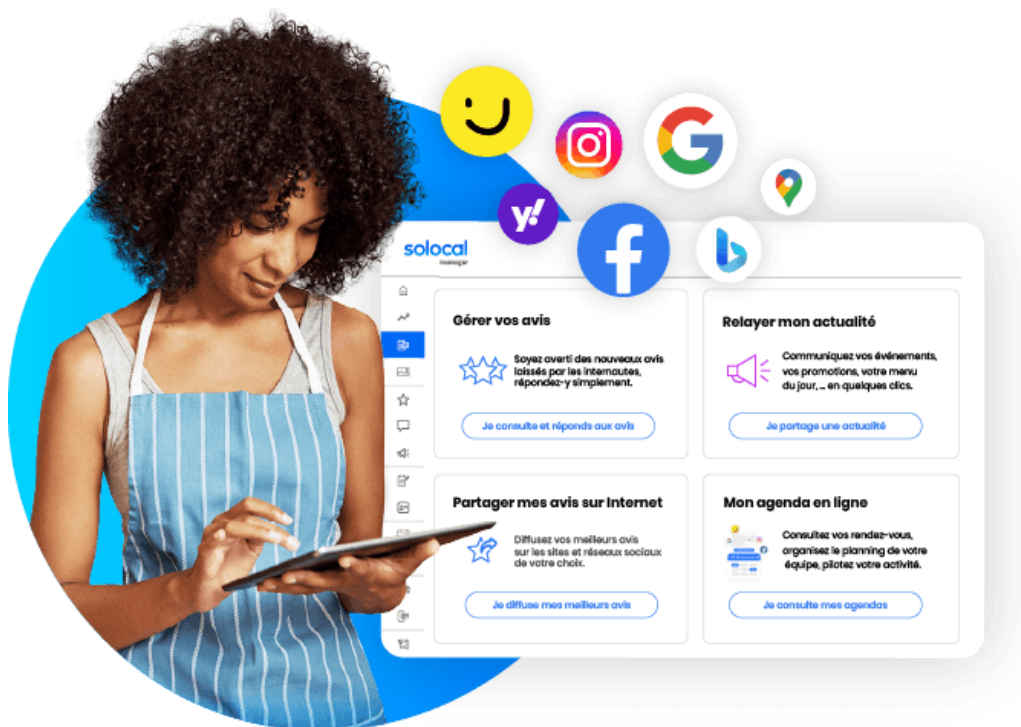 y!
solocal
manager
Gérer vos avis
Soyez averti des nouveaux avis
laissés par les internautes,
répondez-y simplement.
Je consulte et réponds aux avis
Relayer mon actualité
Communiquez vos événements,
vos promotions, votre menu
du jour, ... en quelques clics.
Je partage une actualité
Partager mes avis sur Internet
Diffusez vos meilleurs avis
sur les sites et réseaux sociaux
de votre choix.
Je diffuse mes meilleurs avis
Mon agenda en ligne
Consultez vos rendez-vous,
organisez le planning de votre
équipe, pilotez votre activité.
Je consulte mes agendas